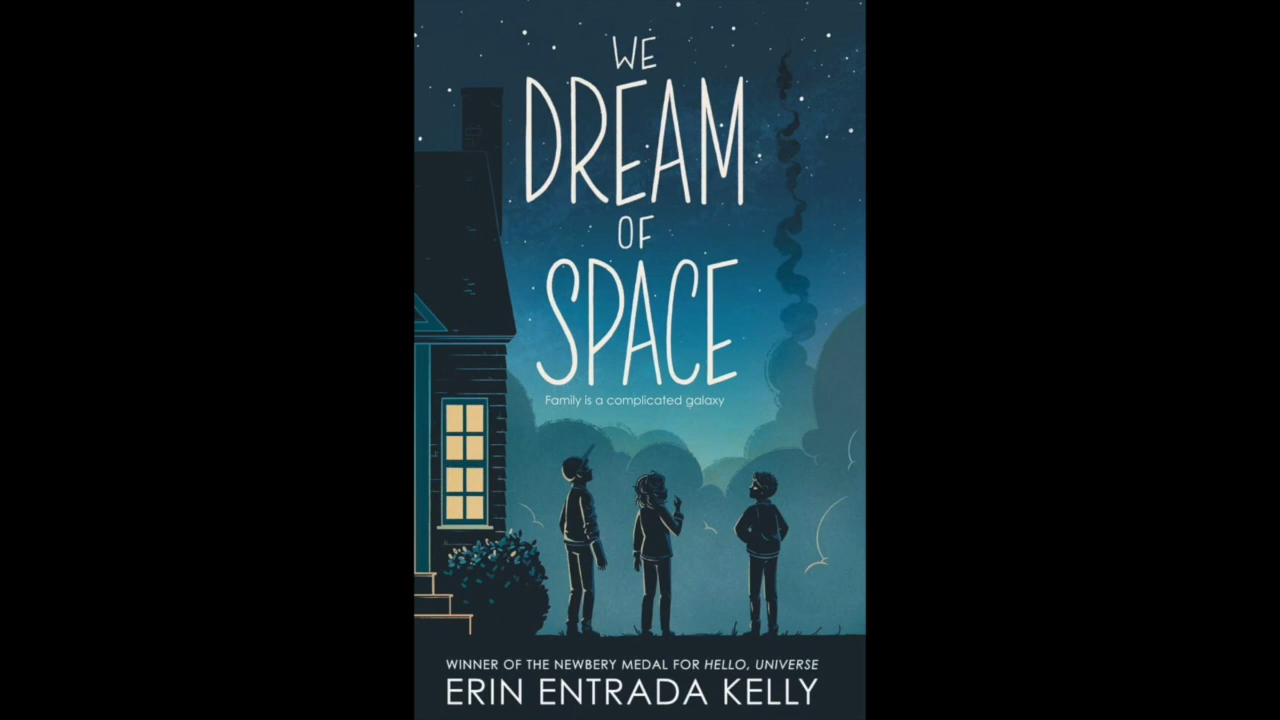 WE
DREAM
OF
SPACE
Family is a complicated galaxy
WINNER OF THE NEWBERY MEDAL FOR HELLO, UNIVERSE
ERIN ENTRADA KELLY